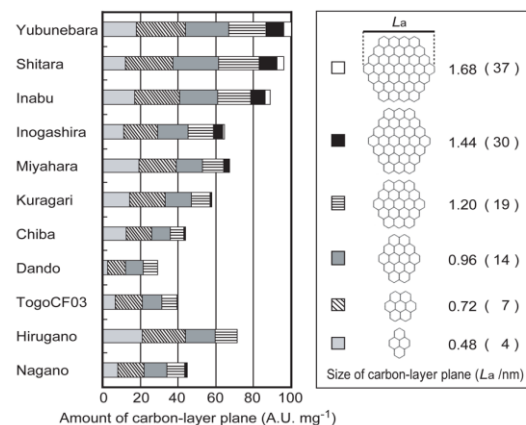 Yubunebara
Shitara
Inabu
Inogashira
Miyahara
Kuragari
Chiba
Dando
TogoCF03
Hirugano
Nagano
0 20 40 60 80 100
Amount of carbon-layer plane (A.U. mg⁻¹)
La
1.68 ( 37)
1.44 ( 30)
1.20 ( 19)
0.96 ( 14)
0.72 ( 7)
0.48 ( 4)
Size of carbon-layer plane (La /nm)